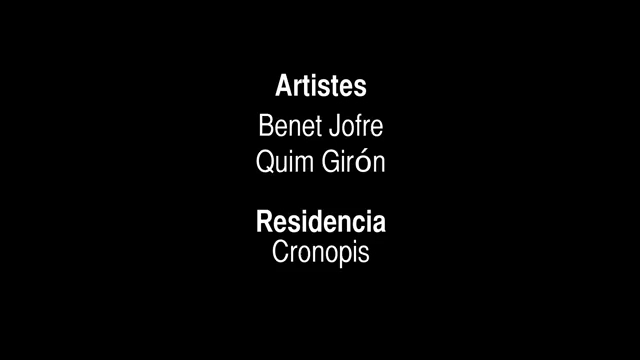 Artistes
Benet Jofre
Quim Girón
Residencia
Cronopis